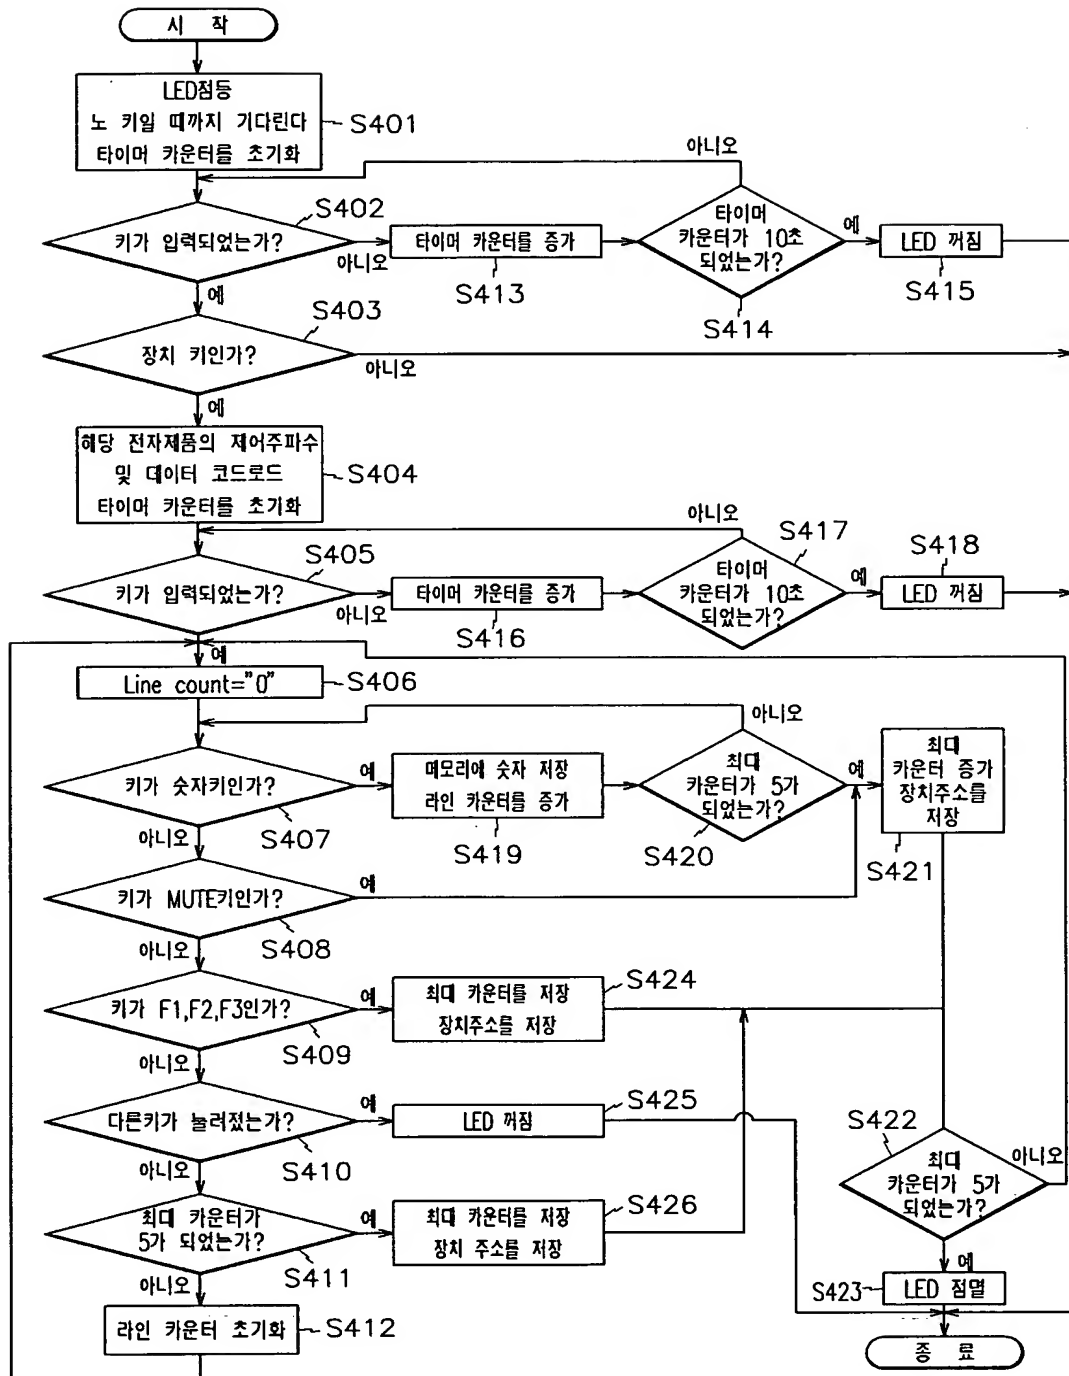 시 작
LED점등
노 키일 때까지 기다린다
타이머 카운터를 초기화
S401
아니오
키가 입력되었는가?
S402
아니오
타이머 카운터를 증가
S413
타이머
카운터가 10초
되었는가?
S414
예
LED 꺼짐
S415
예
장치 키인가?
S403
아니오
예
해당 전자제품의 제어주파수
및 데이터 코드로드
타이머 카운터를 초기화
S404
아니오
키가 입력되었는가?
S405
아니오
타이머 카운터를 증가
S416
타이머
카운터가 10초
되었는가?
S417
예
LED 꺼짐
S418
예
Line count="0"
S406
아니오
키가 숫자키인가?
S407
예
메모리에 숫자 저장
라인 카운터를 증가
S419
최대
카운터가 5가
되었는가?
S420
예
최대
카운터 증가
장치주소를
저장
S421
아니오
키가 MUTE키인가?
S408
예
아니오
키가 F1,F2,F3인가?
S409
예
최대 카운터를 저장
장치주소를 저장
S424
아니오
다른키가 눌려졌는가?
S410
예
LED 꺼짐
S425
S422
최대
카운터가 5가
되었는가?
아니오
아니오
최대 카운터가
5가 되었는가?
S411
예
최대 카운터를 저장
장치 주소를 저장
S426
예
S423
LED 점멸
아니오
라인 카운터 초기화
S412
종 료